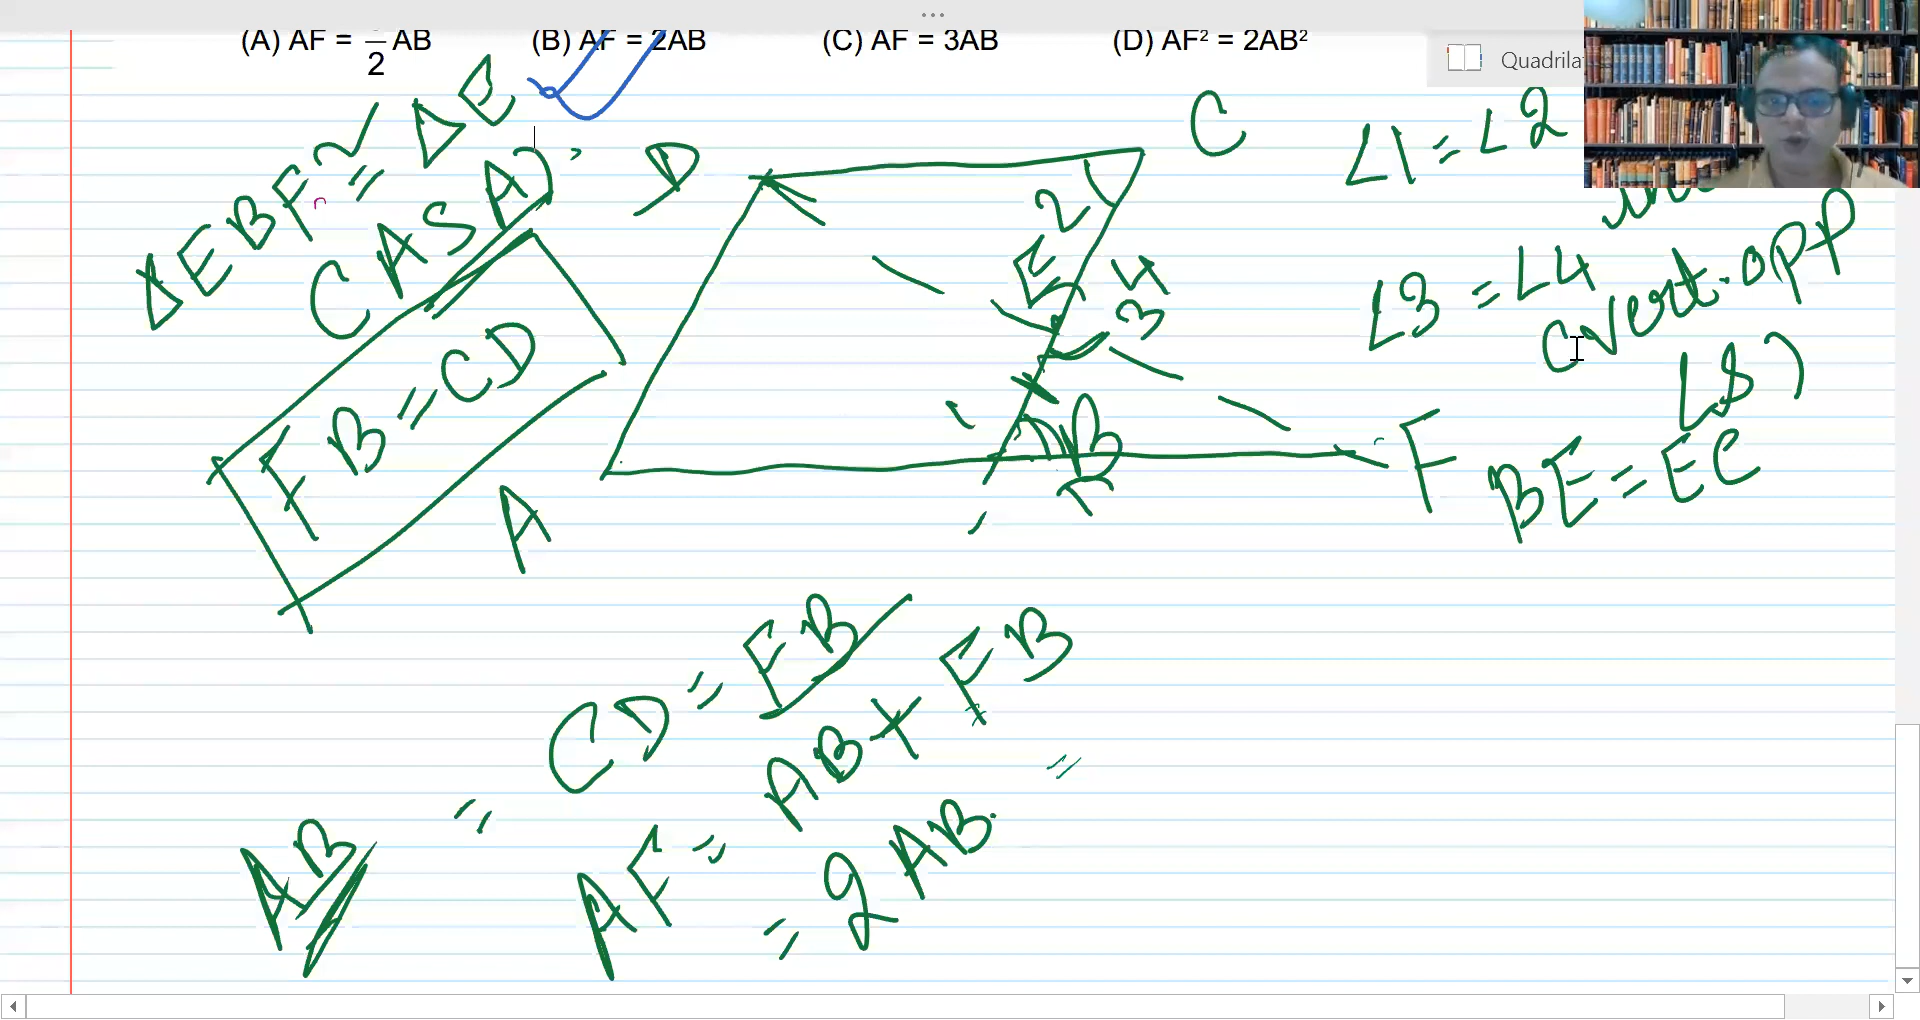 (A) AF = /2 AB (B) AF = 2AB (C) AF = 3AB (D) AF² = 2AB²
Quadrila
∠1 = ∠2
ΔEBF ≅ ΔE
(ASA)
D
C
2
E
4
3
∠3 = ∠4
(vert. opp
∠s)
FB = CD
1
B
F
A
BE = EC
CD = FB
AB =
AF = AB + FB
=
= 2AB.